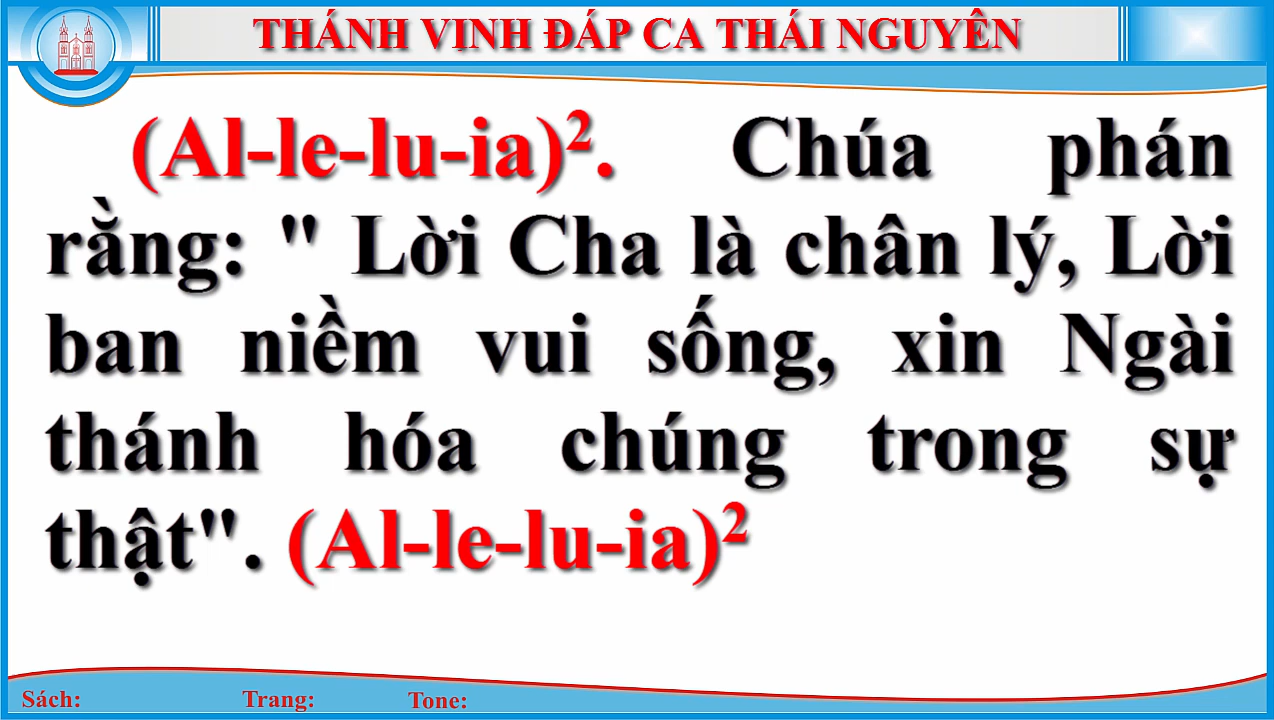 THÁNH VINH ĐÁP CA THÁI NGUYÊN
(Al-le-lu-ia)². Chúa phán
rằng: " Lời Cha là chân lý, Lời
ban niềm vui sống, xin Ngài
thánh hóa chúng trong sự
thật". (Al-le-lu-ia)²
Sách: Trang: Tone: